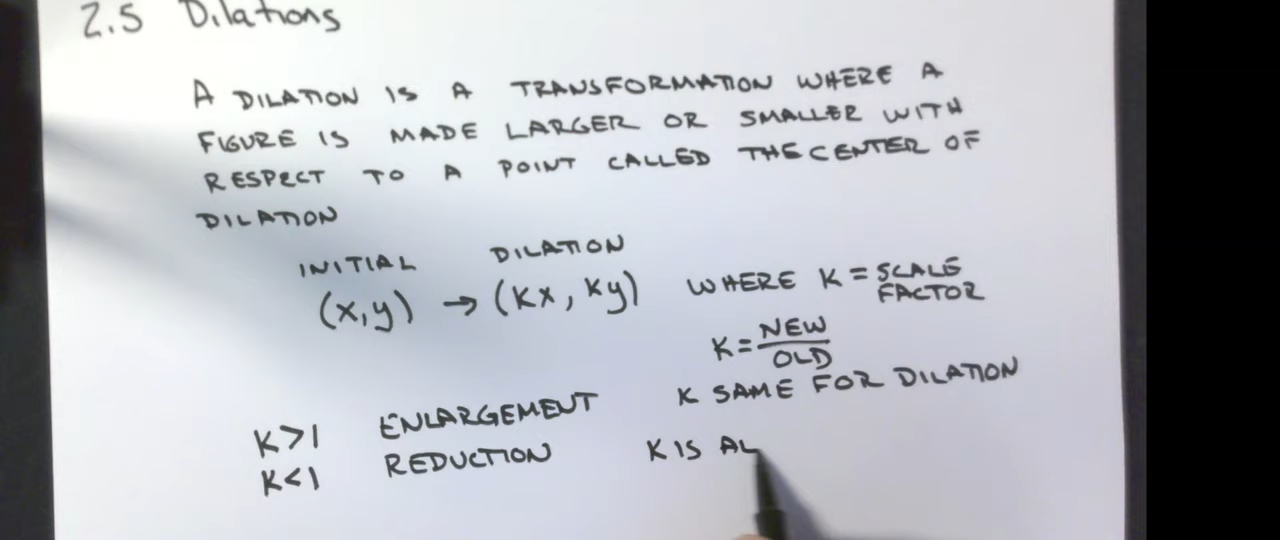 2.5 Dilations
A DILATION IS A TRANSFORMATION WHERE A
FIGURE IS MADE LARGER OR SMALLER WITH
RESPECT TO A POINT CALLED THE CENTER OF
DILATION
INITIAL DILATION
(x,y) → (Kx, Ky) WHERE K = SCALE FACTOR
K = NEW/OLD
K>1 ENLARGEMENT K SAME FOR DILATION
K<1 REDUCTION K IS AL